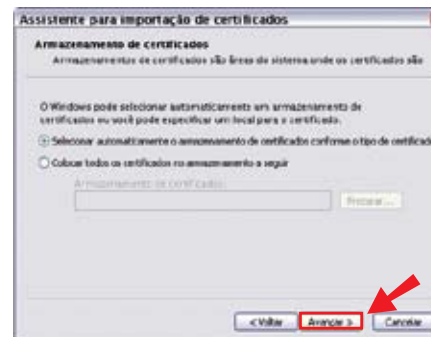 Assistente para importação de certificados
Armazenamento de certificados
Armazenamentos de certificados são áreas do sistema onde os certificados são
O Windows pode selecionar automaticamente um armazenamento de
certificados ou você pode especificar um local para o certificado.
Selecionar automaticamente o armazenamento de certificados conforme o tipo de certificado
Colocar todos os certificados no armazenamento a seguir
Armazenamento de certificados:
Procurar...
< Voltar Avançar > Cancelar